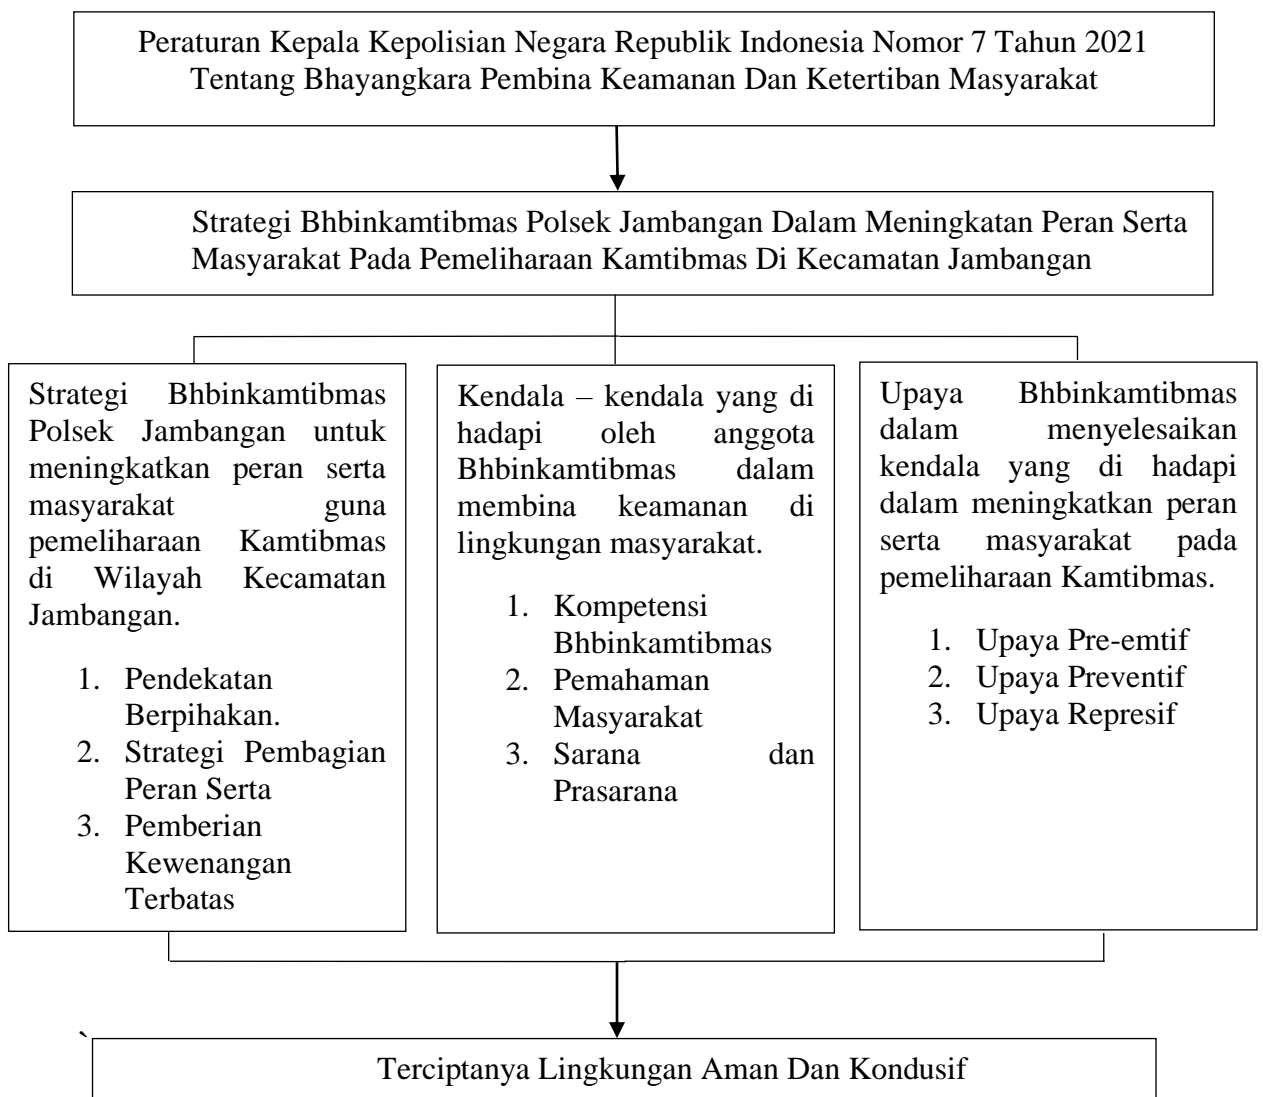 Peraturan Kepala Kepolisian Negara Republik Indonesia Nomor 7 Tahun 2021
Tentang Bhayangkara Pembina Keamanan Dan Ketertiban Masyarakat
Strategi Bhbinkamtibmas Polsek Jambangan Dalam Meningkatan Peran Serta
Masyarakat Pada Pemeliharaan Kamtibmas Di Kecamatan Jambangan
Strategi Bhbinkamtibmas
Polsek Jambangan untuk
meningkatkan peran serta
masyarakat guna
pemeliharaan Kamtibmas
di Wilayah Kecamatan
Jambangan.
1. Pendekatan
Berpihakan.
2. Strategi Pembagian
Peran Serta
3. Pemberian
Kewenangan
Terbatas
Kendala – kendala yang di
hadapi oleh anggota
Bhbinkamtibmas dalam
membina keamanan di
lingkungan masyarakat.
1. Kompetensi
Bhbinkamtibmas
2. Pemahaman
Masyarakat
3. Sarana dan
Prasarana
Upaya Bhbinkamtibmas
dalam menyelesaikan
kendala yang di hadapi
dalam meningkatkan peran
serta masyarakat pada
pemeliharaan Kamtibmas.
1. Upaya Pre-emtif
2. Upaya Preventif
3. Upaya Represif
`
Terciptanya Lingkungan Aman Dan Kondusif